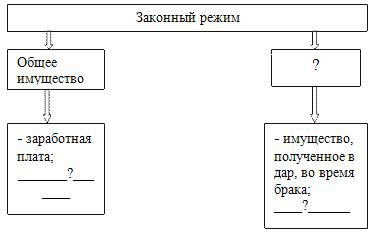 Законный режим
Общее
имущество
?
- заработная
плата;
_______?___
____
- имущество,
полученное в
дар, во время
брака;
____?______